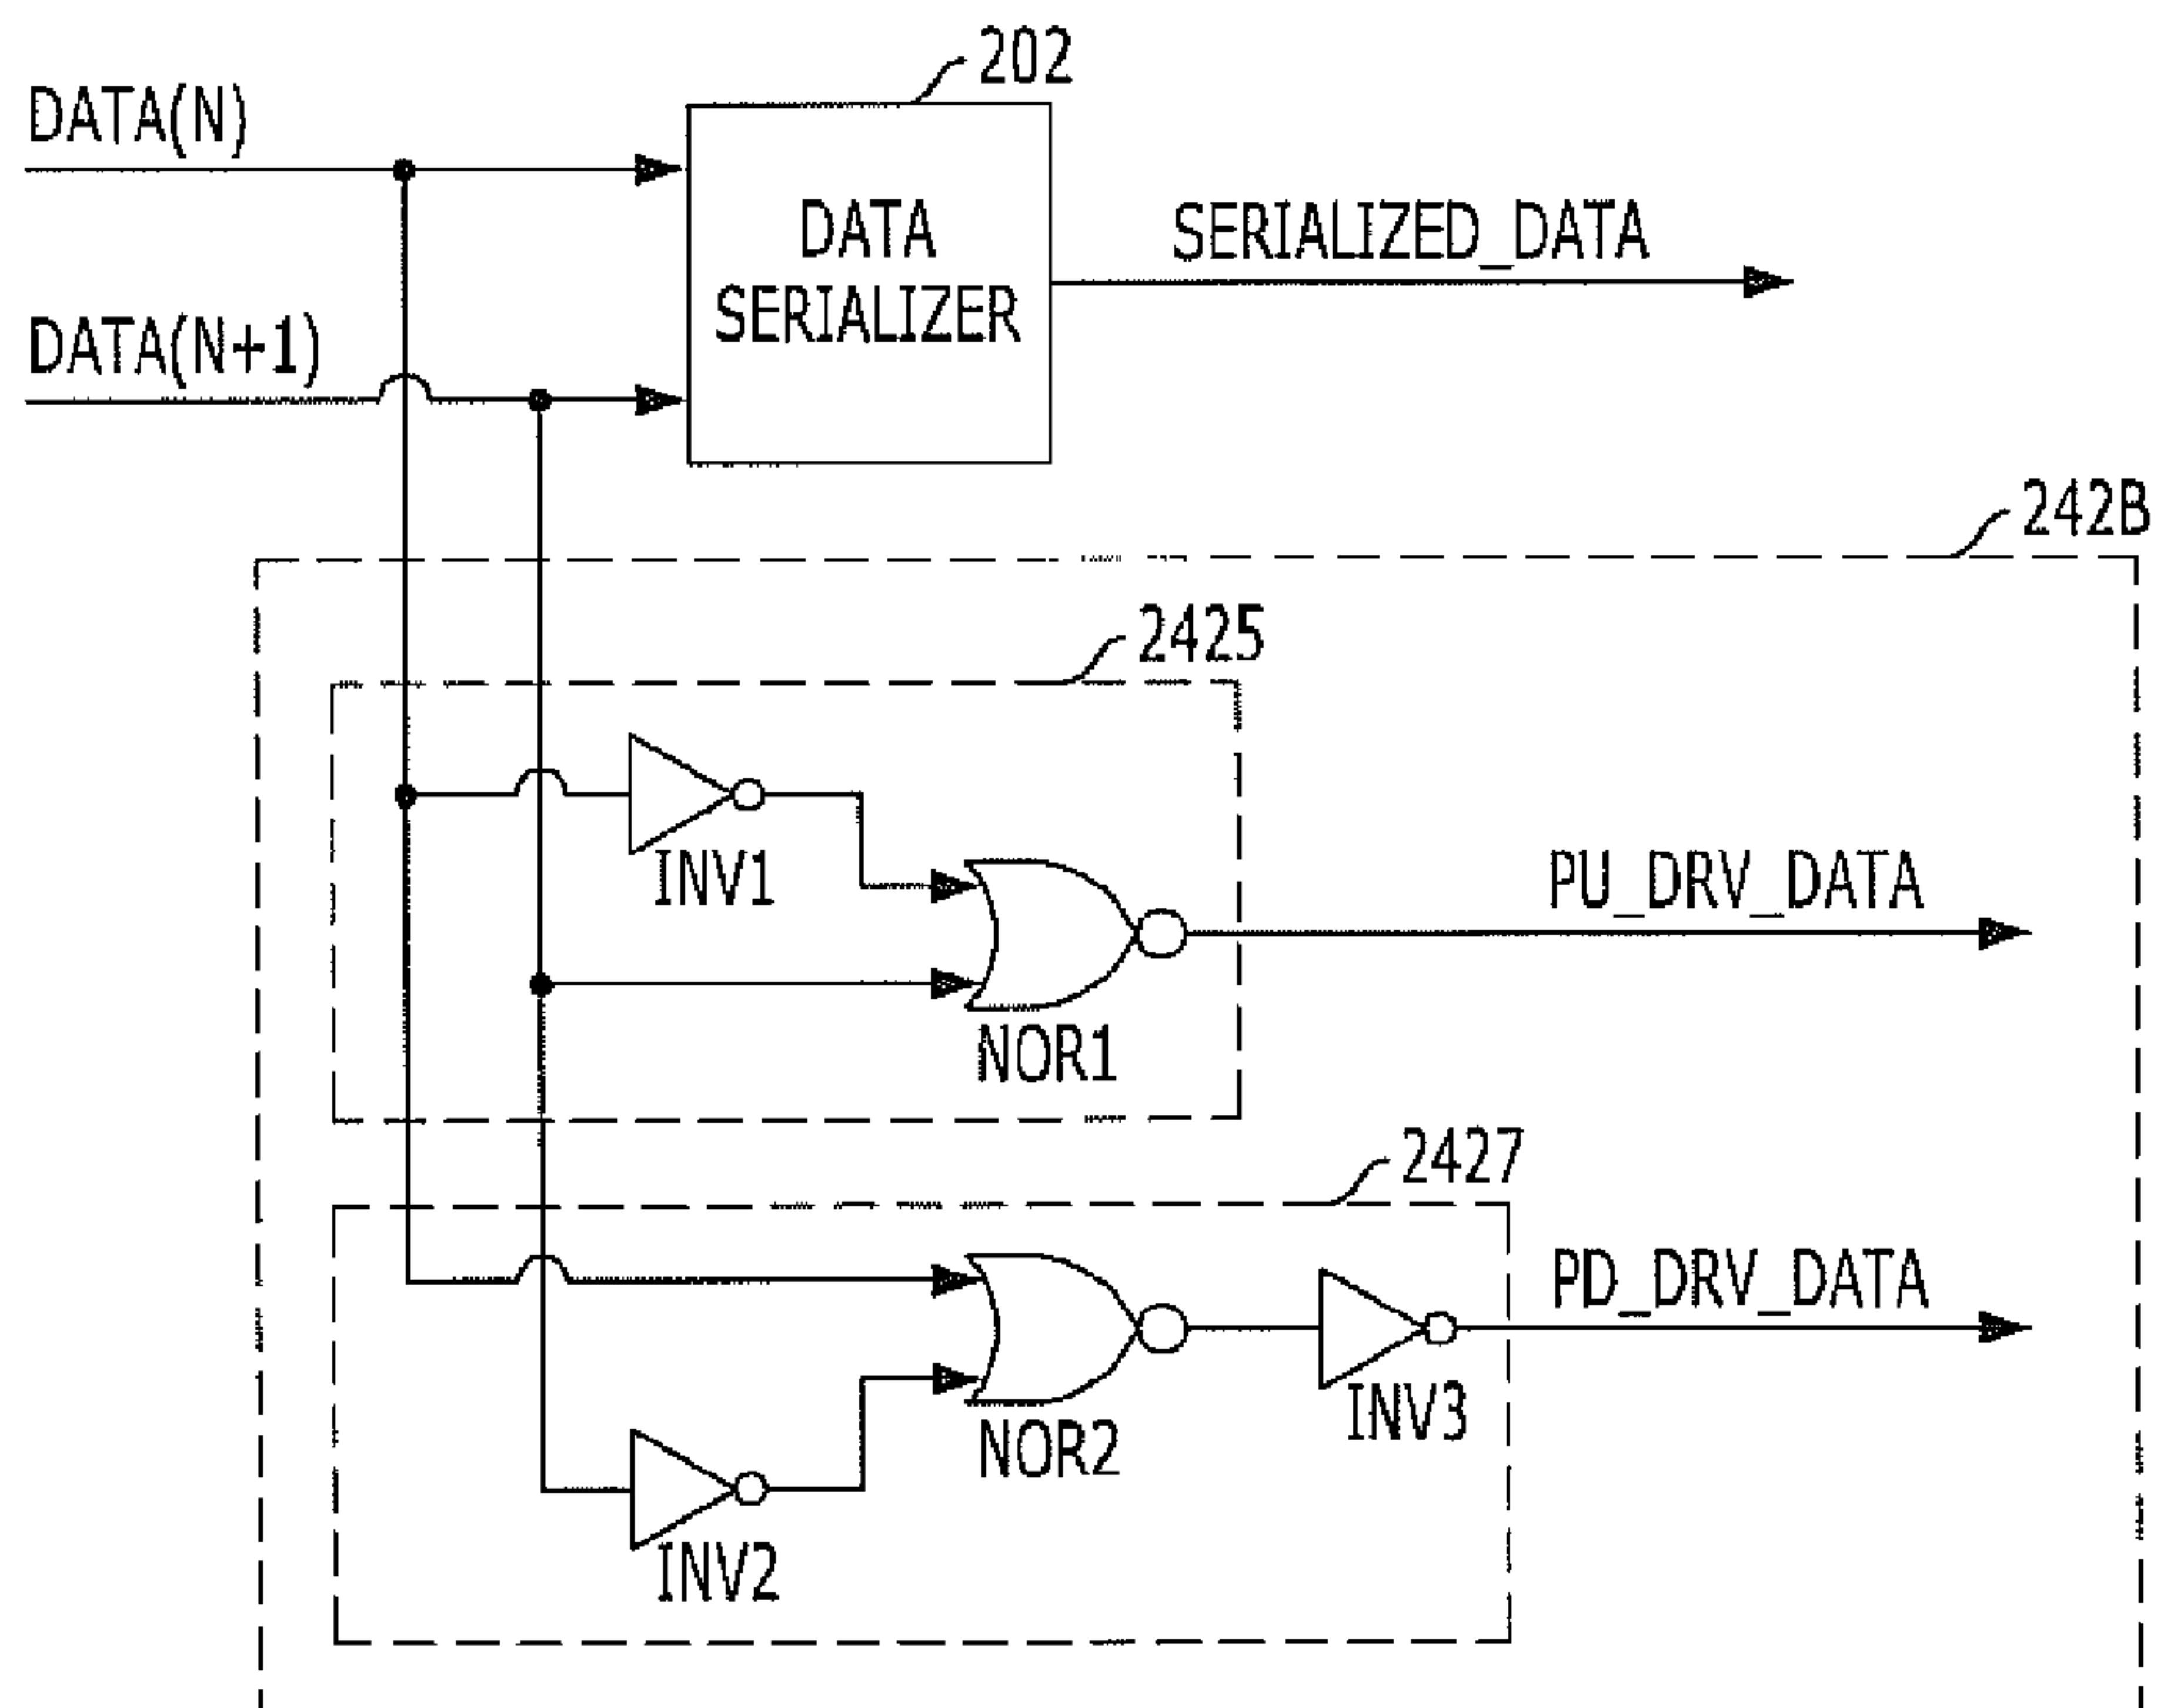 202
DATA(N)
DATA
SERIALIZER
SERIALIZED_DATA
DATA(N+1)
242B
2425
INV1
PU_DRV_DATA
NOR1
2427
PD_DRV_DATA
INV3
NOR2
INV2